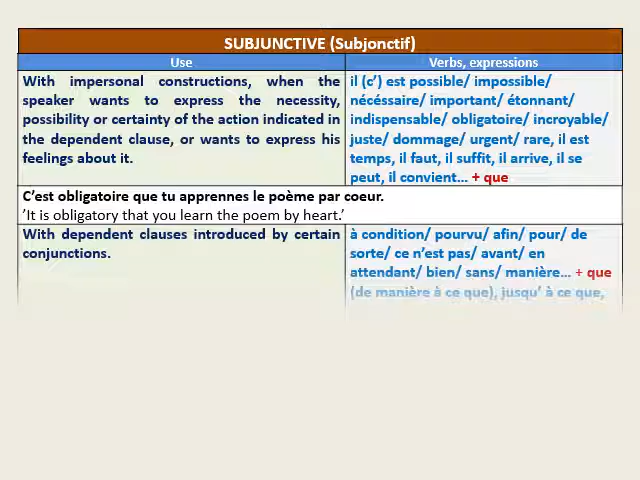 SUBJUNCTIVE (Subjonctif)
Use
Verbs, expressions
With impersonal constructions, when the
speaker wants to express the necessity,
possibility or certainty of the action indicated
in the dependent clause, or wants to express his
feelings about it.
il (c’) est possible/ impossible/
nécéssaire/ important/ étonnant/
indispensable/ obligatoire/ incroyable/
juste/ dommage/ urgent/ rare, il est
temps, il faut, il suffit, il arrive, il se
peut, il convient… + que
C’est obligatoire que tu apprennes le poème par coeur.
’It is obligatory that you learn the poem by heart.’
With dependent clauses introduced by certain
conjunctions.
à condition/ pourvu/ afin/ pour/ de
sorte/ ce n’est pas/ avant/ en
attendant/ bien/ sans/ manière… + que
(de manière à ce que), jusqu’ à ce que,